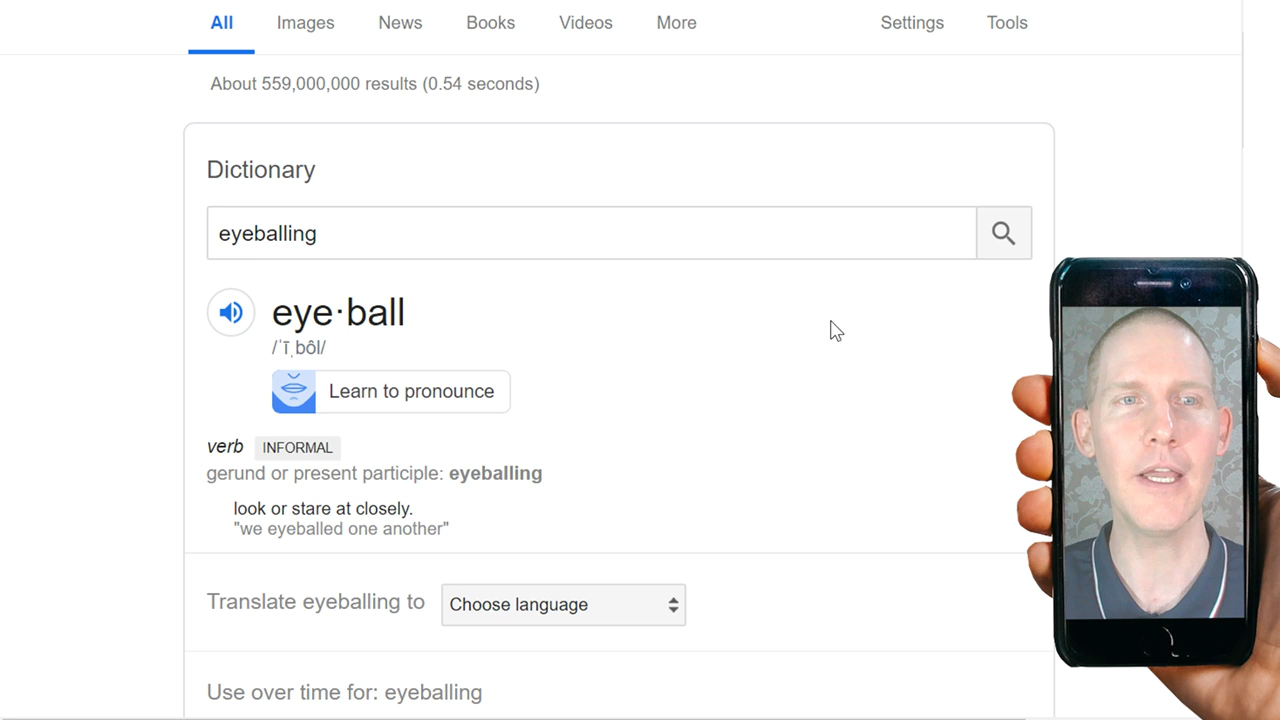 All Images News Books Videos More Settings Tools
About 559,000,000 results (0.54 seconds)
Dictionary
eyeballing
eye·ball
/ˈīˌbôl/
Learn to pronounce
verb INFORMAL
gerund or present participle: eyeballing
look or stare at closely.
"we eyeballed one another"
Translate eyeballing to Choose language
Use over time for: eyeballing